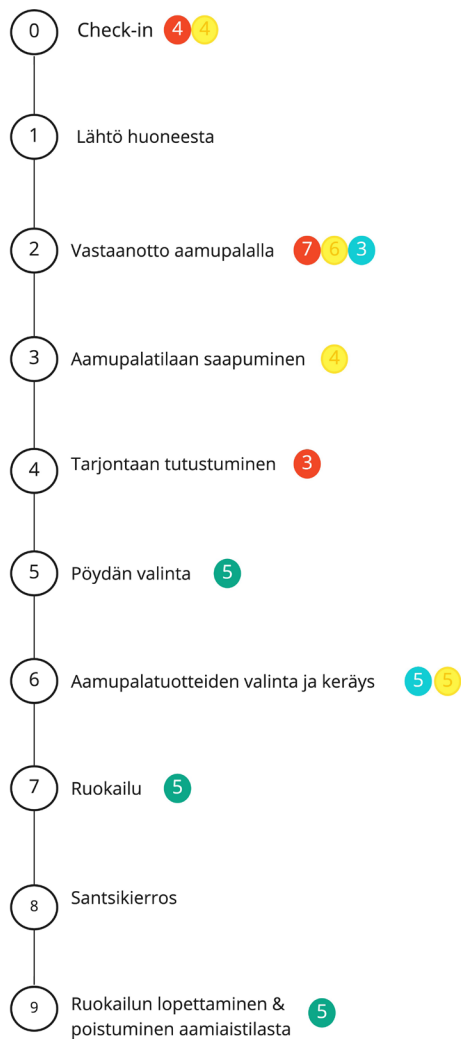 0 Check-in 4 4
1 Lähtö huoneesta
2 Vastaanotto aamupalalla 7 6 3
3 Aamupalatilaan saapuminen 4
4 Tarjontaan tutustuminen 3
5 Pöydän valinta 5
6 Aamupalatuotteiden valinta ja keräys 5 5
7 Ruokailu 5
8 Santsikierros
9 Ruokailun lopettaminen & 5
poistuminen aamiaistilasta